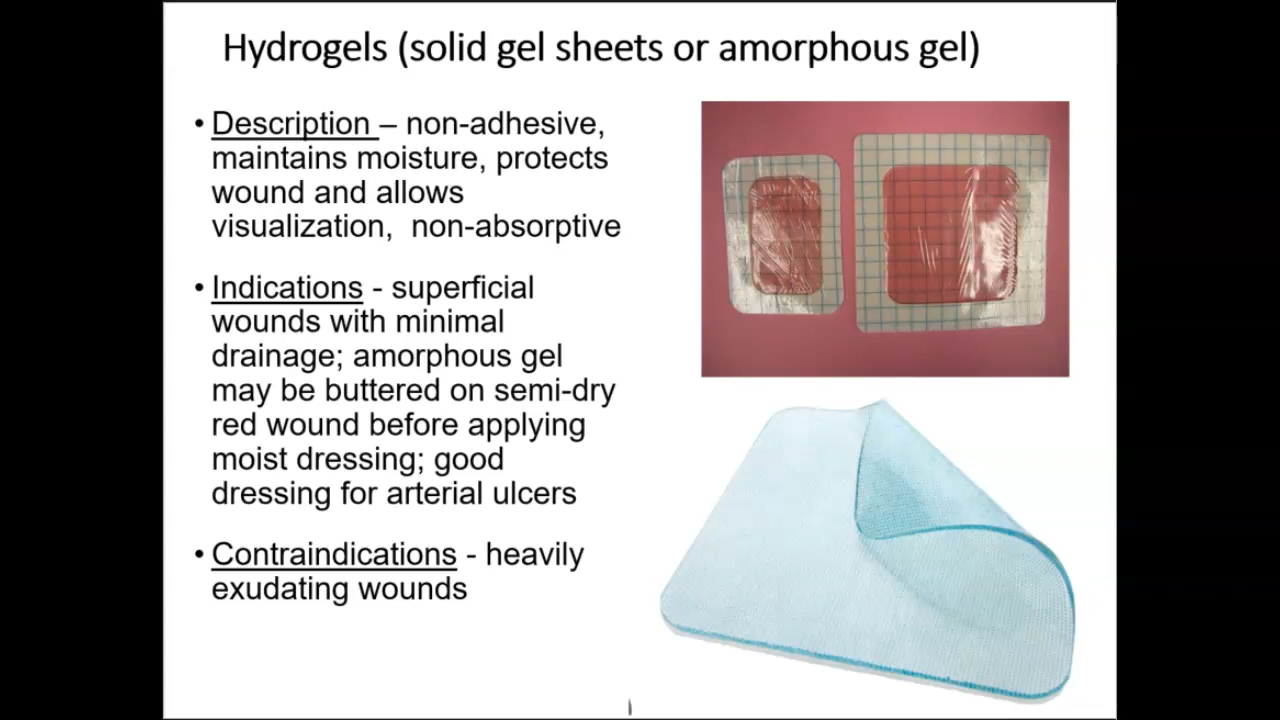 Hydrogels (solid gel sheets or amorphous gel)
• Description – non-adhesive,
maintains moisture, protects
wound and allows
visualization,  non-absorptive
• Indications - superficial
wounds with minimal
drainage; amorphous gel
may be buttered on semi-dry
red wound before applying
moist dressing; good
dressing for arterial ulcers
• Contraindications - heavily
exudating wounds